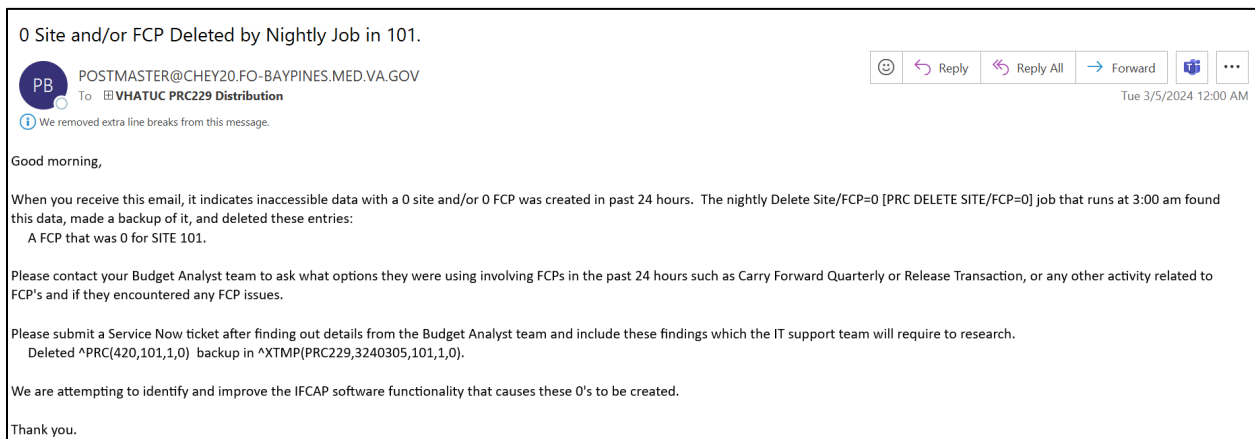 0 Site and/or FCP Deleted by Nightly Job in 101.
PB
POSTMASTER@CHEY20.FO-BAYPINES.MED.VA.GOV
To VHATUC PRC229 Distribution
Reply
Reply All
Forward
Tue 3/5/2024 12:00 AM
We removed extra line breaks from this message.
Good morning,
When you receive this email, it indicates inaccessible data with a 0 site and/or 0 FCP was created in past 24 hours.  The nightly Delete Site/FCP=0 [PRC DELETE SITE/FCP=0] job that runs at 3:00 am found
this data, made a backup of it, and deleted these entries:
A FCP that was 0 for SITE 101.
Please contact your Budget Analyst team to ask what options they were using involving FCPs in the past 24 hours such as Carry Forward Quarterly or Release Transaction, or any other activity related to
FCP's and if they encountered any FCP issues.
Please submit a Service Now ticket after finding out details from the Budget Analyst team and include these findings which the IT support team will require to research.
Deleted ^PRC(420,101,1,0)  backup in ^XTMP(PRC229,3240305,101,1,0).
We are attempting to identify and improve the IFCAP software functionality that causes these 0's to be created.
Thank you.